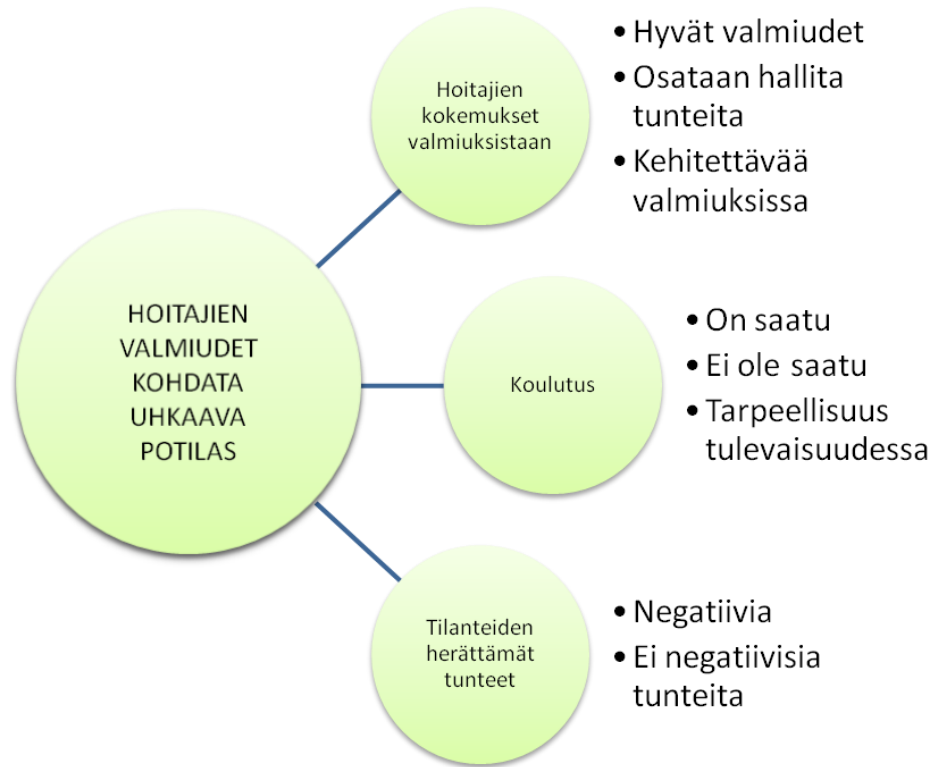 HOITAJIEN
VALMIUDET
KOHDATA
UHKAAVA
POTILAS
Hoitajien
kokemukset
valmiuksistaan
• Hyvät valmiudet
• Osataan hallita
tunteita
• Kehitettävää
valmiuksissa
Koulutus
• On saatu
• Ei ole saatu
• Tarpeellisuus
tulevaisuudessa
Tilanteiden
herättämät
tunteet
• Negatiivia
• Ei negatiivisia
tunteita